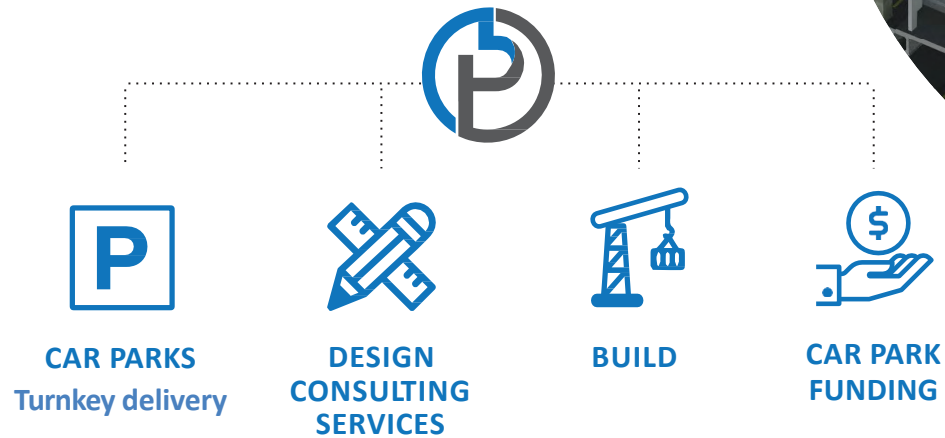 P
$
CAR PARKS
Turnkey delivery
DESIGN
CONSULTING
SERVICES
BUILD
CAR PARK
FUNDING